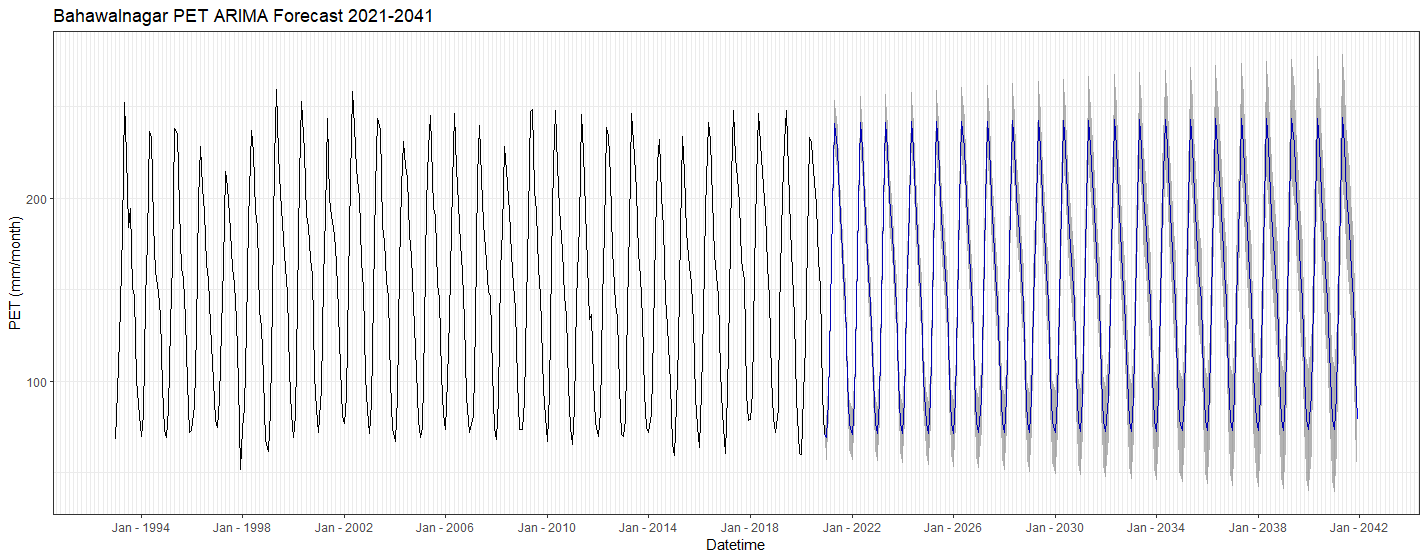 Bahawalnagar PET ARIMA Forecast 2021-2041
PET (mm/month)
200
100
Jan - 1994 Jan - 1998 Jan - 2002 Jan - 2006 Jan - 2010 Jan - 2014 Jan - 2018 Jan - 2022 Jan - 2026 Jan - 2030 Jan - 2034 Jan - 2038 Jan - 2042
Datetime